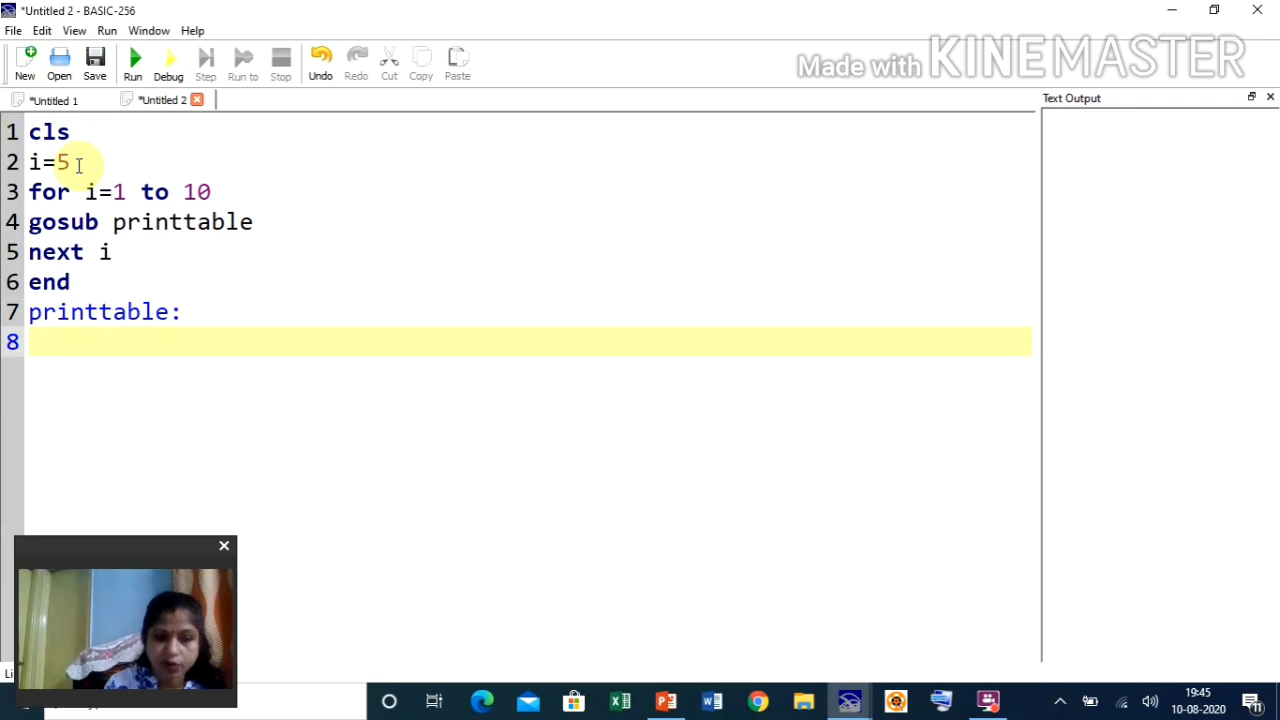 *Untitled 2 - BASIC-256
File Edit View Run Window Help
Made with KINEMASTER
New Open Save Run Debug Step Run to Stop Undo Redo Cut Copy Paste
*Untitled 1 *Untitled 2
Text Output
1 cls
2 i=5
3 for i=1 to 10
4 gosub printtable
5 next i
6 end
7 printtable:
8
19:45
10-08-2020
11